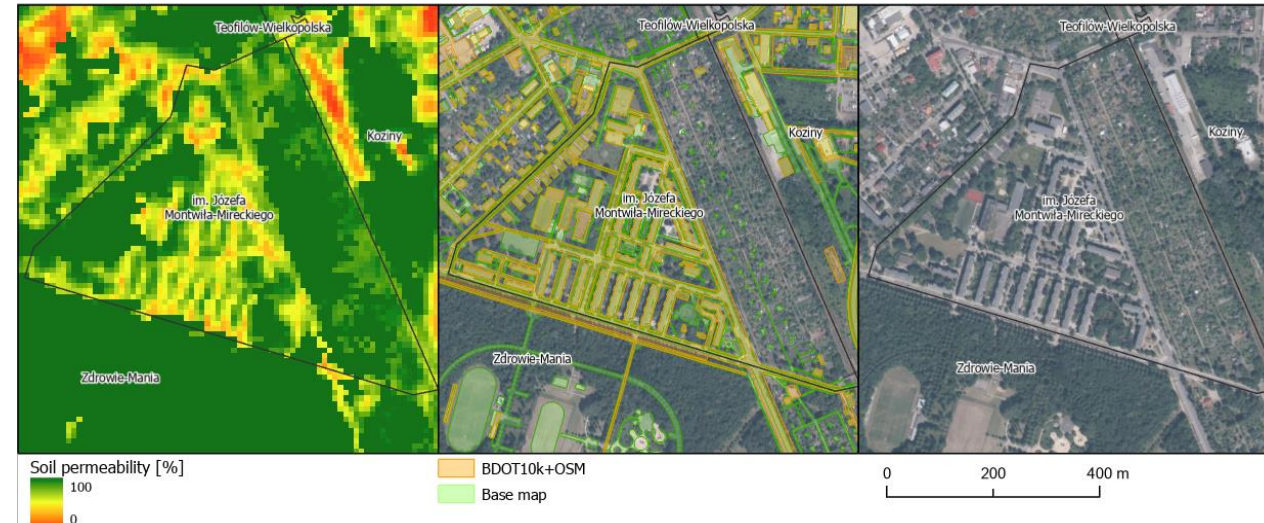 Teofilów-Wielkopolska
Koziny
im. Józefa
Montwiła-Mireckiego
Zdrowie-Mania
Teofilów-Wielkopolska
Koziny
im. Józefa
Montwiła-Mireckiego
Zdrowie-Mania
Teofilów-Wielkopolska
Koziny
im. Józefa
Montwiła-Mireckiego
Zdrowie-Mania
Soil permeability [%]
100
0
BDOT10k+OSM
Base map
0 200 400 m